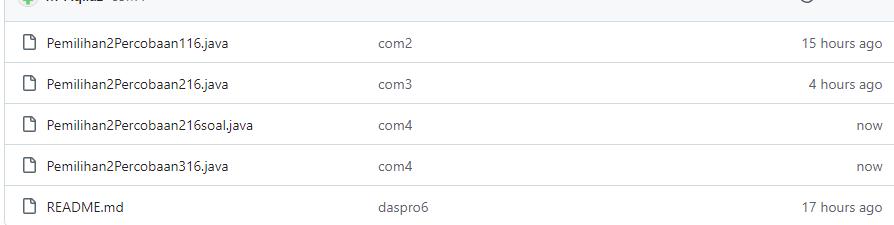 Pemilihan2Percobaan116.java com2 15 hours ago
Pemilihan2Percobaan216.java com3 4 hours ago
Pemilihan2Percobaan216soal.java com4 now
Pemilihan2Percobaan316.java com4 now
README.md daspro6 17 hours ago